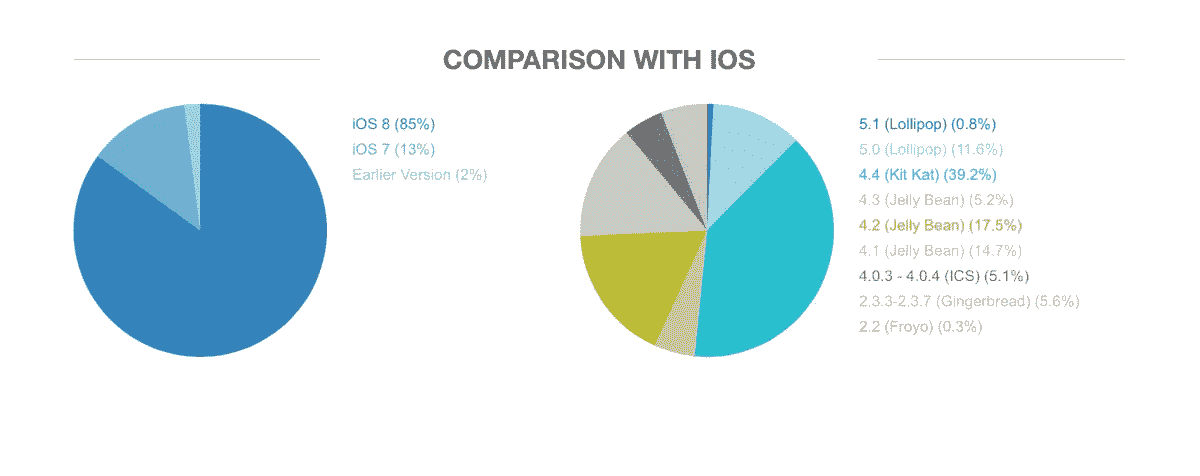 COMPARISON WITH IOS
iOS 8 (85%)
iOS 7 (13%)
Earlier Version (2%)
5.1 (Lollipop) (0.8%)
5.0 (Lollipop) (11.6%)
4.4 (Kit Kat) (39.2%)
4.3 (Jelly Bean) (5.2%)
4.2 (Jelly Bean) (17.5%)
4.1 (Jelly Bean) (14.7%)
4.0.3 - 4.0.4 (ICS) (5.1%)
2.3.3-2.3.7 (Gingerbread) (5.6%)
2.2 (Froyo) (0.3%)